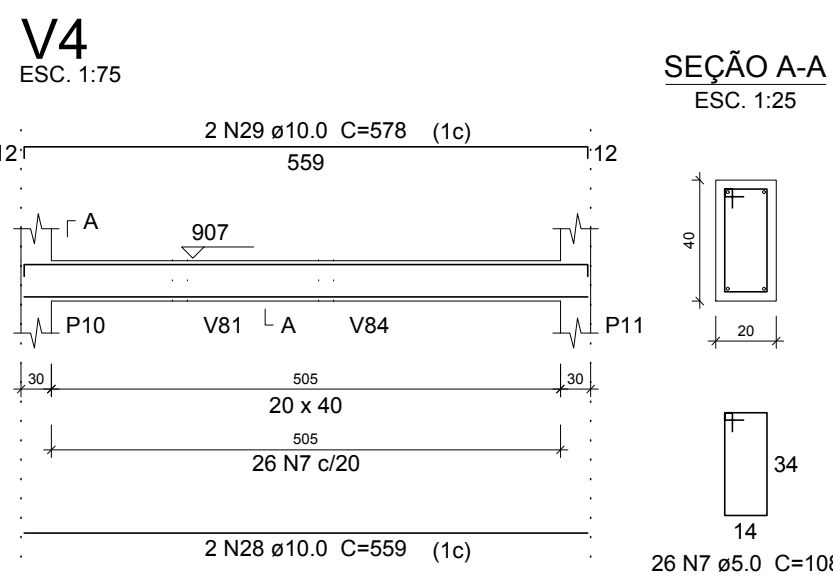 V4
ESC. 1:75
SEÇÃO A-A
ESC. 1:25
2 N29 ø10.0 C=578 (1c)
12
559
12
A
907
40
P10
V81
A
V84
P11
20
30
505
30
20 x 40
505
26 N7 c/20
34
14
2 N28 ø10.0 C=559 (1c)
26 N7 ø5.0 C=108